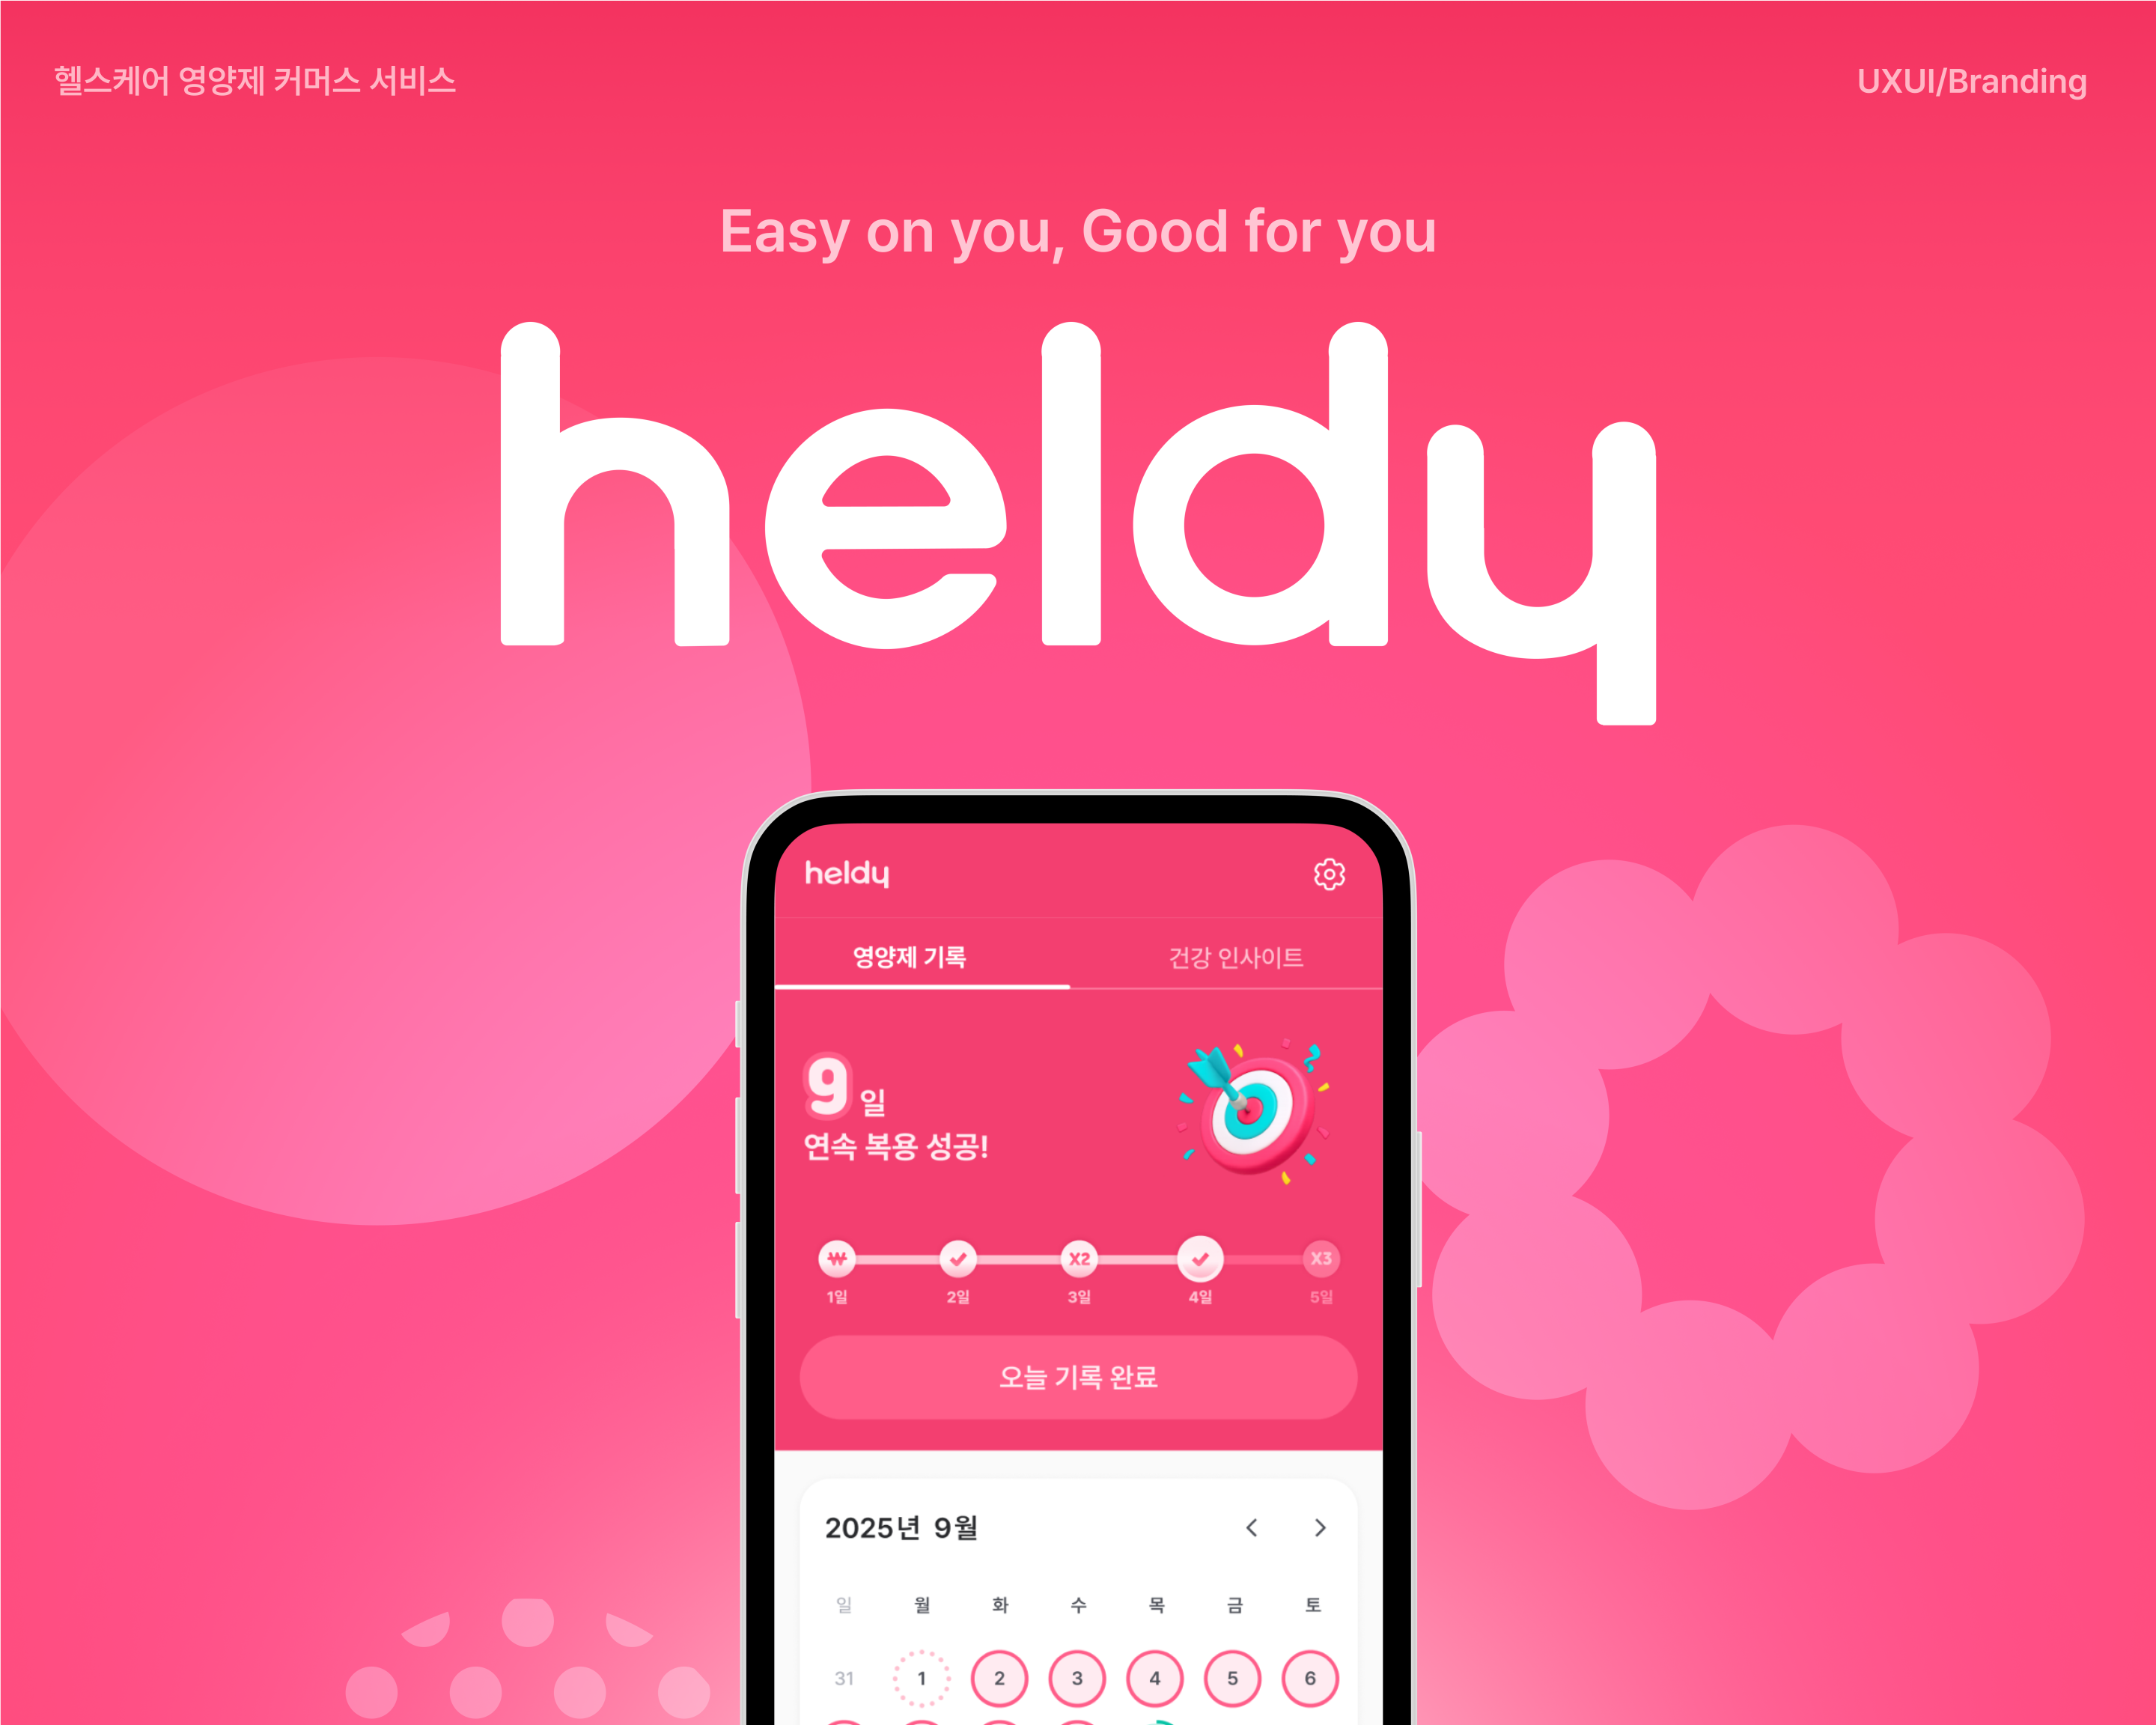 헬스케어 영양제 커머스 서비스
UXUI/Branding
Easy on you, Good for you
heldy
heldy
영양제 기록
건강 인사이트
9 일
연속 복용 성공!
₩ X2 X3
1일 2일 3일 4일 5일
오늘 기록 완료
2025년 9월
일 월 화 수 목 금 토
31 1 2 3 4 5 6